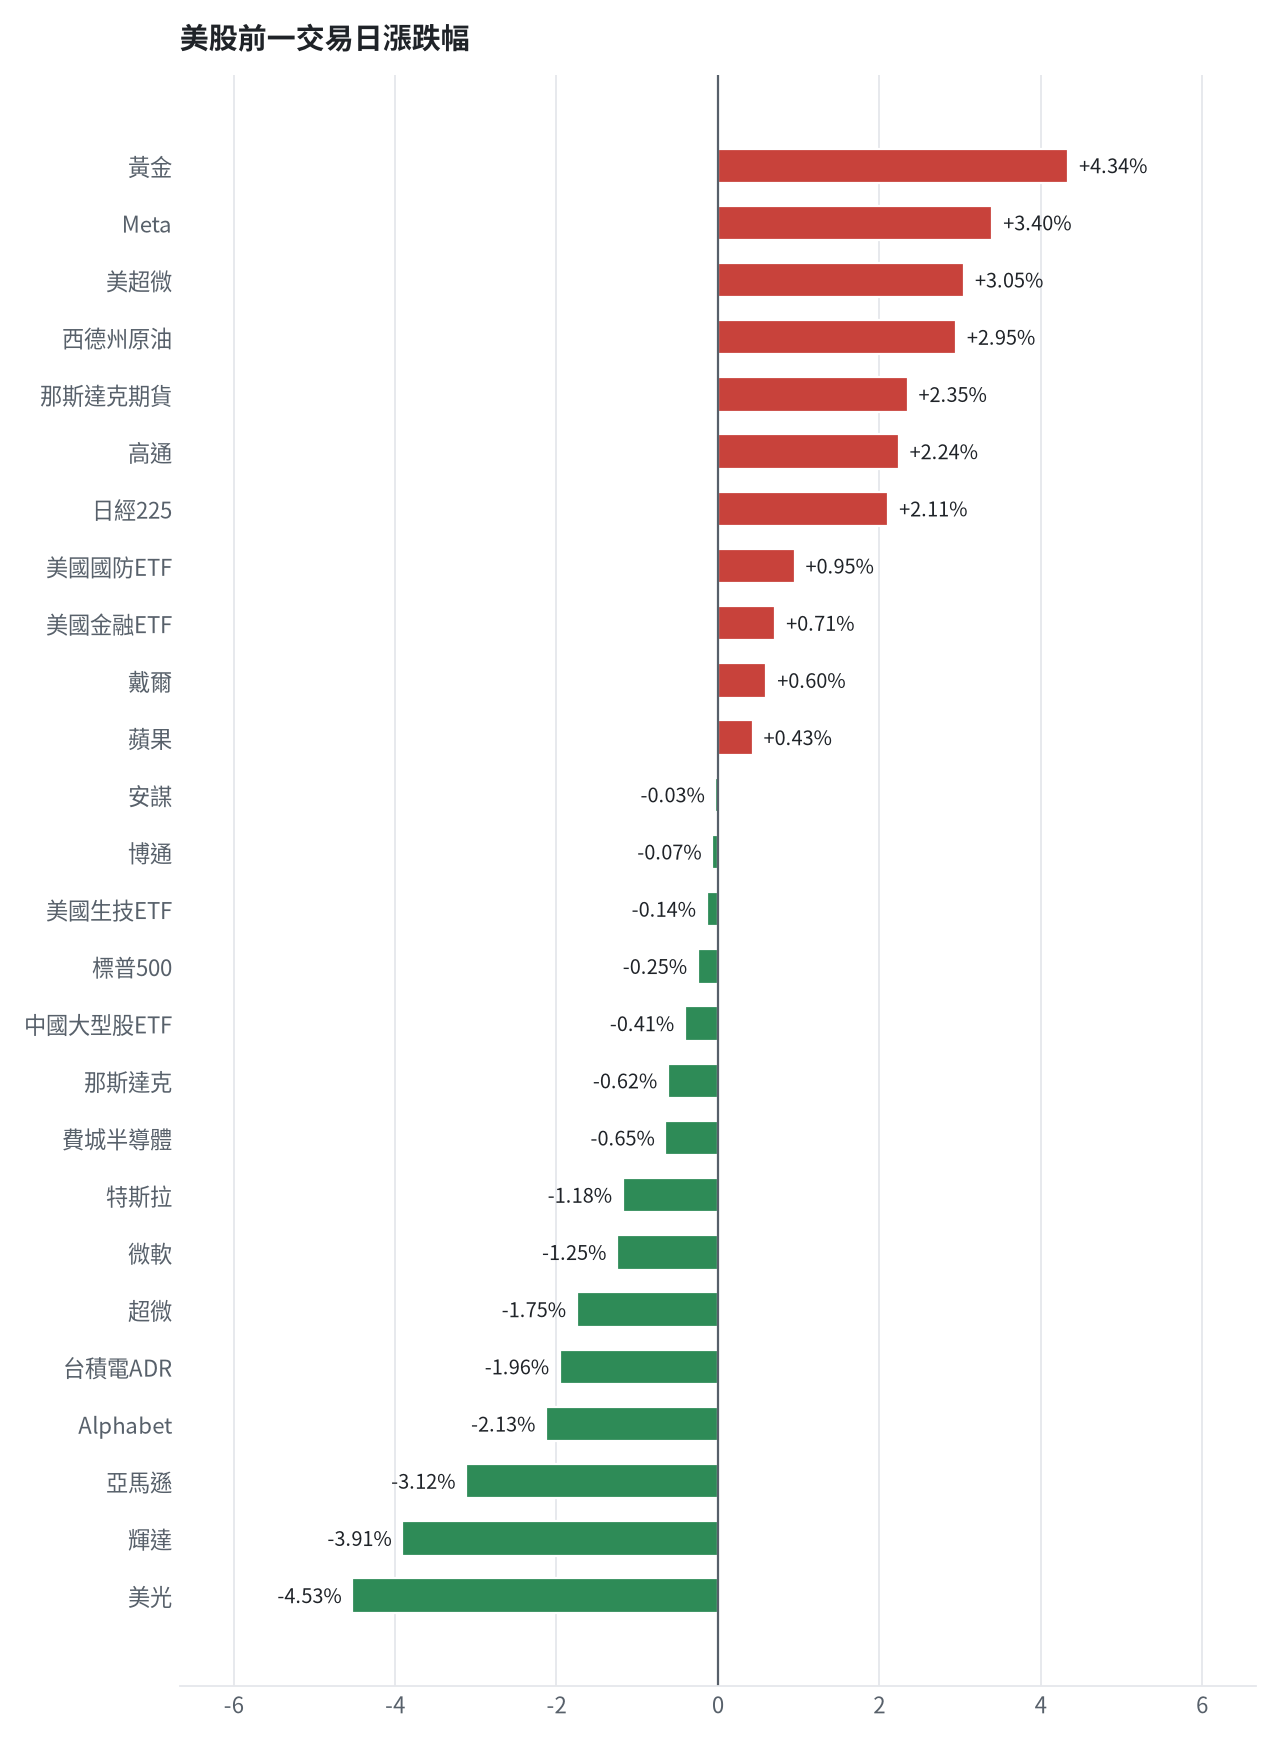 美股前一交易日漲跌幅
黃金 +4.34%
Meta +3.40%
美超微 +3.05%
西德州原油 +2.95%
那斯達克期貨 +2.35%
高通 +2.24%
日經225 +2.11%
美國國防ETF +0.95%
美國金融ETF +0.71%
戴爾 +0.60%
蘋果 +0.43%
安謀 -0.03%
博通 -0.07%
美國生技ETF -0.14%
標普500 -0.25%
中國大型股ETF -0.41%
那斯達克 -0.62%
費城半導體 -0.65%
特斯拉 -1.18%
微軟 -1.25%
超微 -1.75%
台積電ADR -1.96%
Alphabet -2.13%
亞馬遜 -3.12%
輝達 -3.91%
美光 -4.53%
-6 -4 -2 0 2 4 6